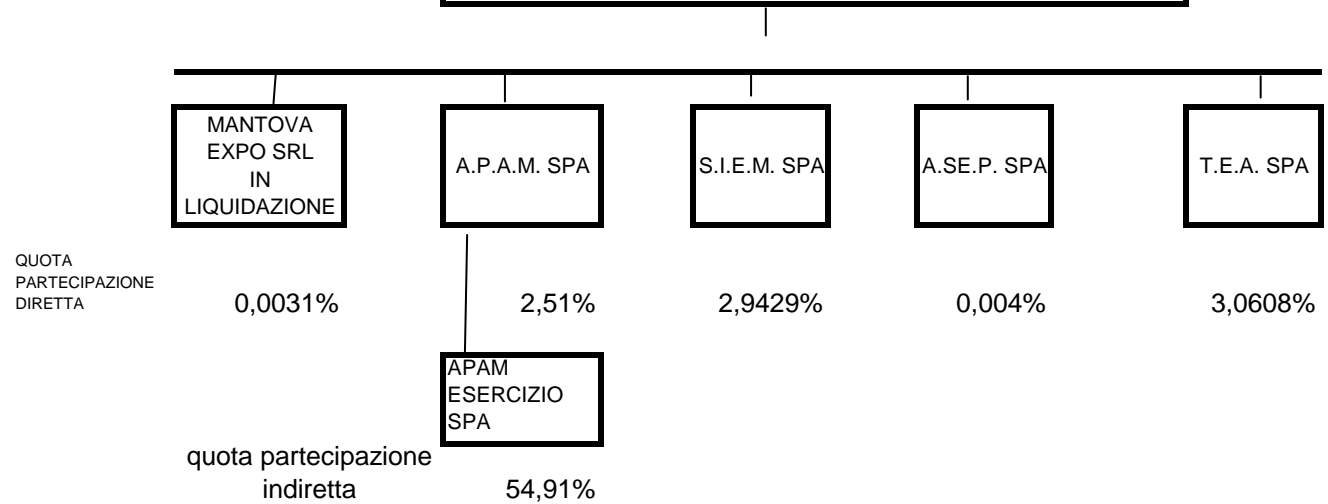 MANTOVA
EXPO SRL
IN
LIQUIDAZIONE
A.P.A.M. SPA
S.I.E.M. SPA
A.SE.P. SPA
T.E.A. SPA
QUOTA
PARTECIPAZIONE
DIRETTA
0,0031%
2,51%
2,9429%
0,004%
3,0608%
APAM
ESERCIZIO
SPA
quota partecipazione
indiretta
54,91%